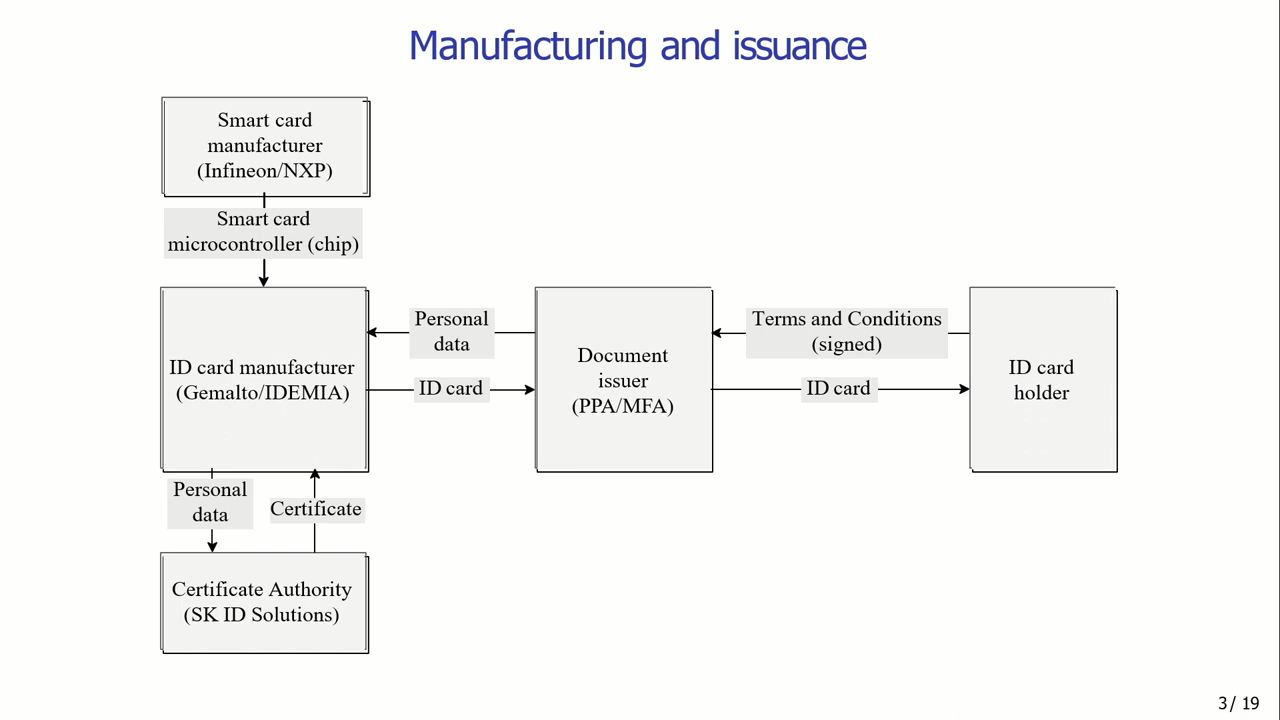 Manufacturing and issuance
Smart card
manufacturer
(Infineon/NXP)
Smart card
microcontroller (chip)
ID card manufacturer
(Gemalto/IDEMIA)
Personal
data
ID card
Document
issuer
(PPA/MFA)
Terms and Conditions
(signed)
ID card
ID card
holder
Personal
data
Certificate
Certificate Authority
(SK ID Solutions)
3/ 19